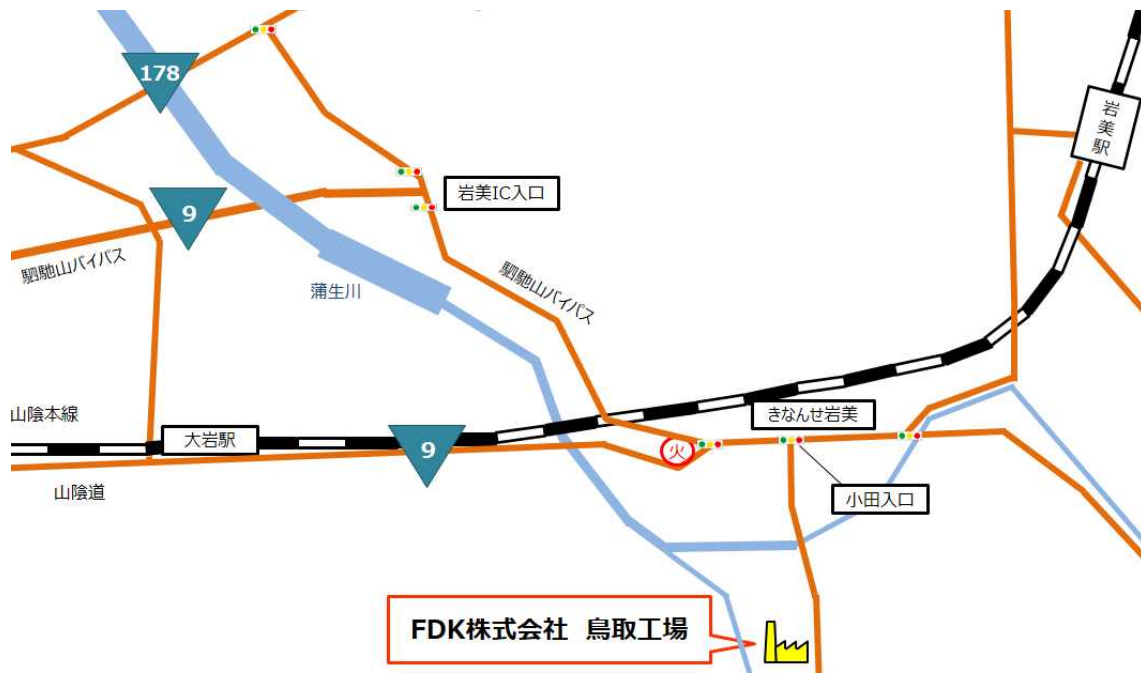 178
岩美駅
岩美IC入口
9
駟馳山バイパス
駟馳山バイパス
蒲生川
山陰本線
きなんせ岩美
大岩駅
9
火
山陰道
小田入口
FDK株式会社 鳥取工場